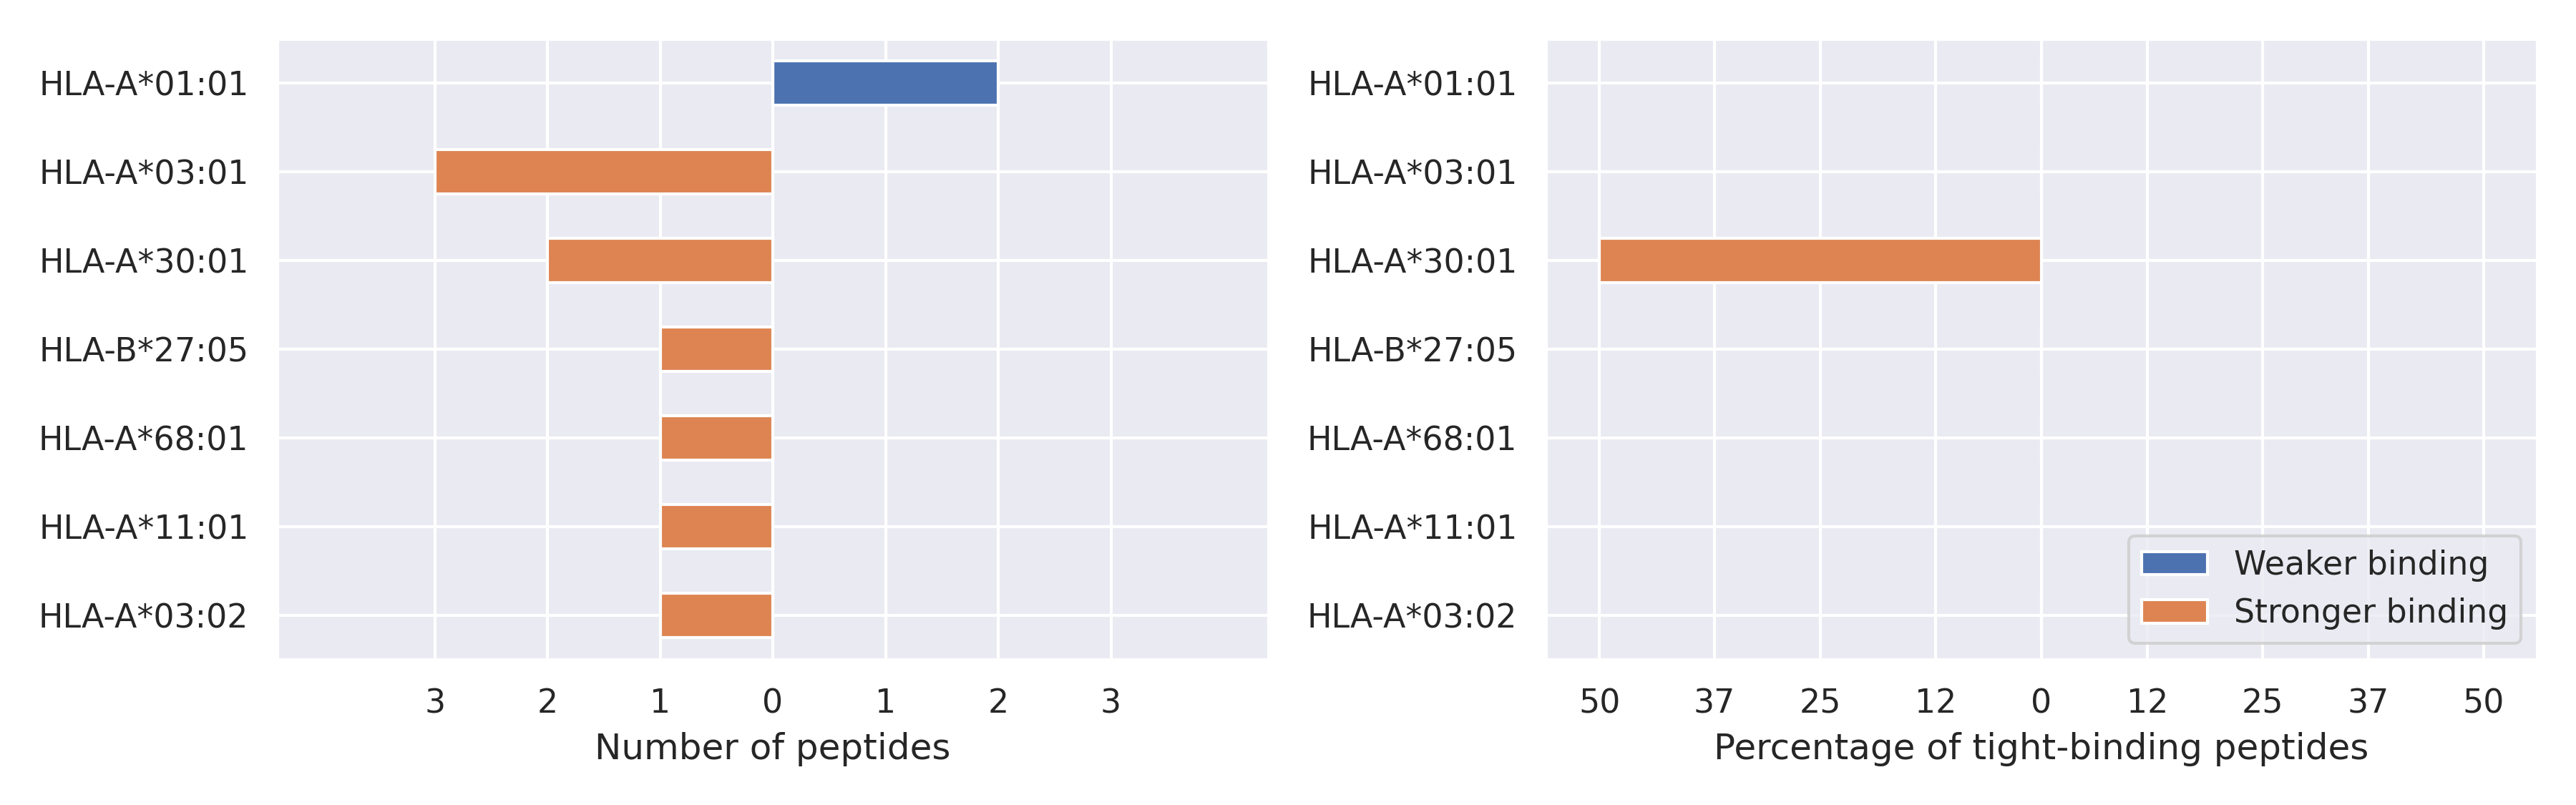 HLA-A*01:01
HLA-A*03:01
HLA-A*30:01
HLA-B*27:05
HLA-A*68:01
HLA-A*11:01
HLA-A*03:02
3 2 1 0 1 2 3
Number of peptides
HLA-A*01:01
HLA-A*03:01
HLA-A*30:01
HLA-B*27:05
HLA-A*68:01
HLA-A*11:01
HLA-A*03:02
Weaker binding
Stronger binding
50 37 25 12 0 12 25 37 50
Percentage of tight-binding peptides